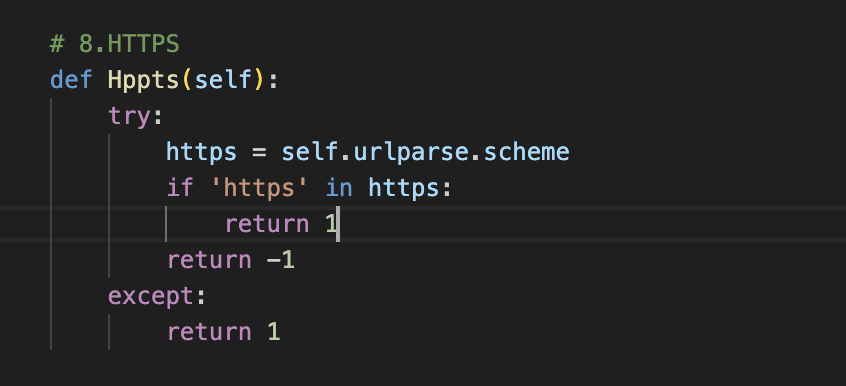 # 8.HTTPS
def Hppts(self):
try:
https = self.urlparse.scheme
if 'https' in https:
return 1
return -1
except:
return 1